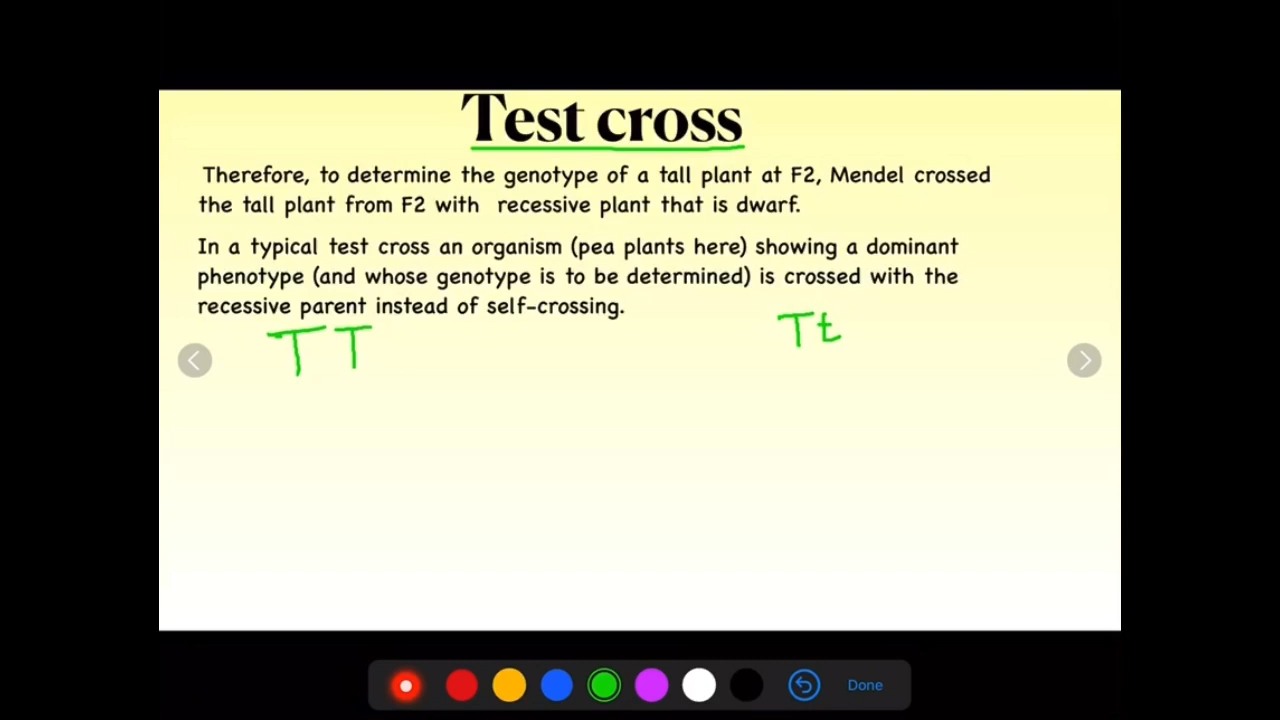 Test cross
Therefore, to determine the genotype of a tall plant at F2, Mendel crossed
the tall plant from F2 with recessive plant that is dwarf.
In a typical test cross an organism (pea plants here) showing a dominant
phenotype (and whose genotype is to be determined) is crossed with the
recessive parent instead of self-crossing.
TT Tt
Done